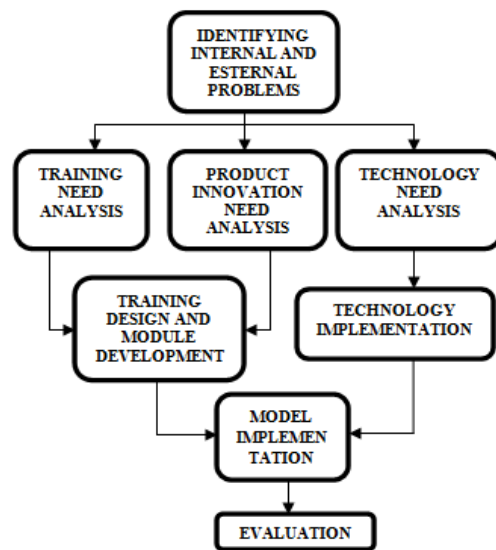 IDENTIFYING
INTERNAL AND
ESTERNAL
PROBLEMS
TRAINING
NEED
ANALYSIS
PRODUCT
INNOVATION
NEED
ANALYSIS
TECHNOLOGY
NEED
ANALYSIS
TRAINING
DESIGN AND
MODULE
DEVELOPMENT
TECHNOLOGY
IMPLEMENTATION
MODEL
IMPLEMEN
TATION
EVALUATION